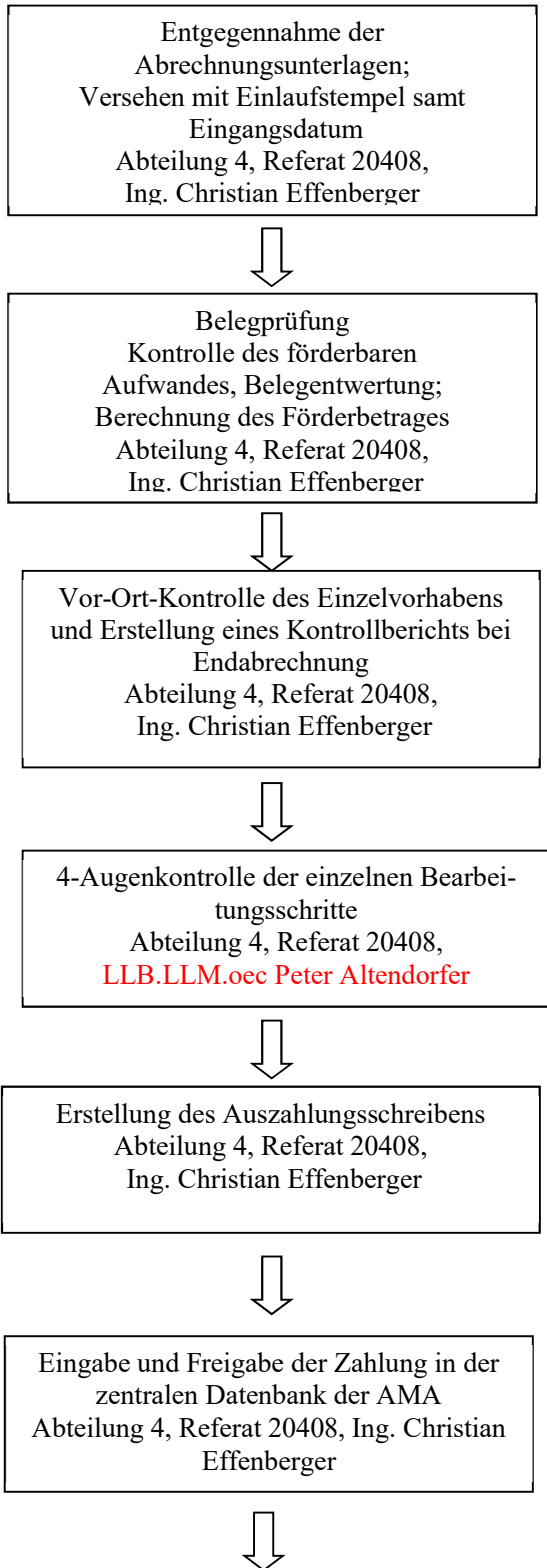 Entgegennahme der
Abrechnungsunterlagen;
Versehen mit Einlaufstempel samt
Eingangsdatum
Abteilung 4, Referat 20408,
Ing. Christian Effenberger
Belegprüfung
Kontrolle des förderbaren
Aufwandes, Belegentwertung;
Berechnung des Förderbetrages
Abteilung 4, Referat 20408,
Ing. Christian Effenberger
Vor-Ort-Kontrolle des Einzelvorhabens
und Erstellung eines Kontrollberichts bei
Endabrechnung
Abteilung 4, Referat 20408,
Ing. Christian Effenberger
4-Augenkontrolle der einzelnen Bearbei-
tungsschritte
Abteilung 4, Referat 20408,
LLB.LLM.oec Peter Altendorfer
Erstellung des Auszahlungsschreibens
Abteilung 4, Referat 20408,
Ing. Christian Effenberger
Eingabe und Freigabe der Zahlung in der
zentralen Datenbank der AMA
Abteilung 4, Referat 20408, Ing. Christian
Effenberger